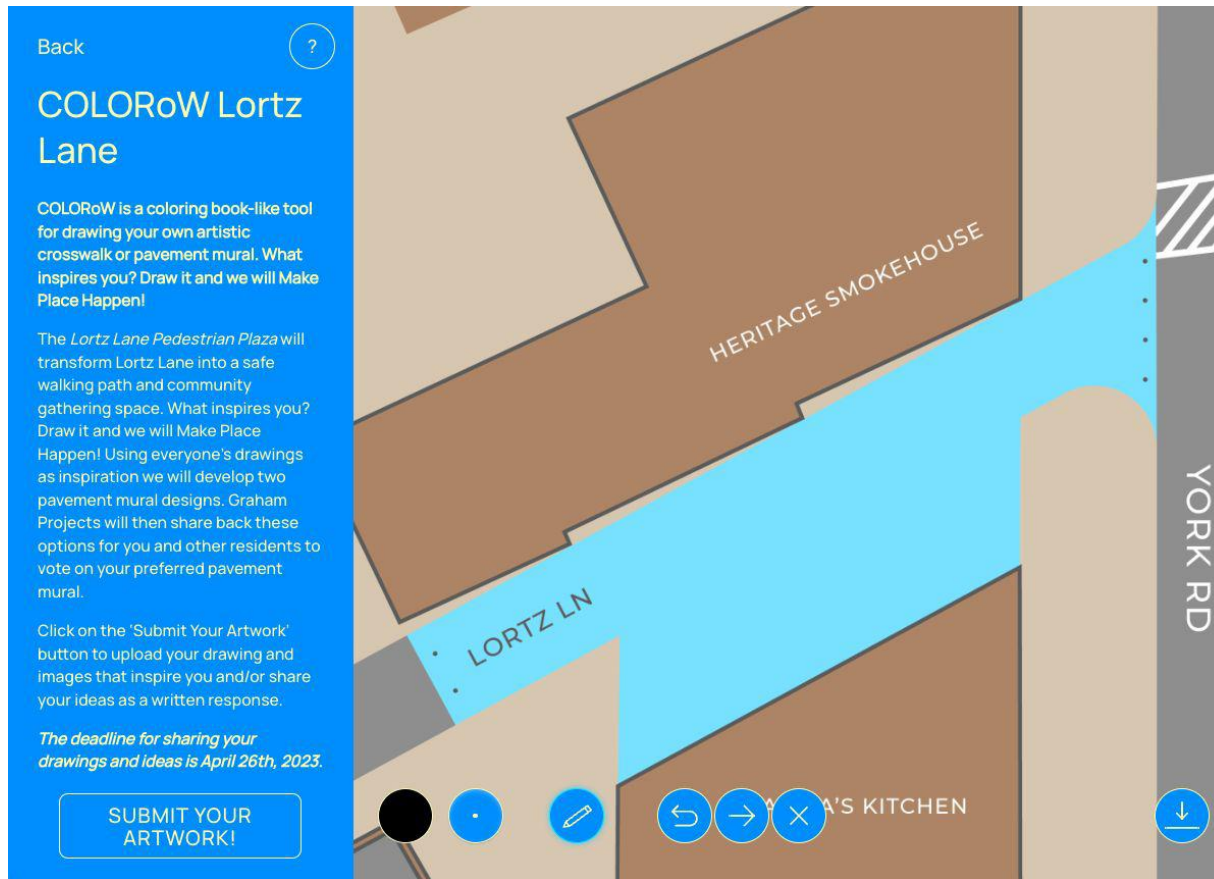 Back
?
COLORoW Lortz
Lane
COLORoW is a coloring book-like tool
for drawing your own artistic
crosswalk or pavement mural. What
inspires you? Draw it and we will Make
Place Happen!
The Lortz Lane Pedestrian Plaza will
transform Lortz Lane into a safe
walking path and community
gathering space. What inspires you?
Draw it and we will Make Place
Happen! Using everyone's drawings
as inspiration we will develop two
pavement mural designs. Graham
Projects will then share back these
options for you and other residents to
vote on your preferred pavement
mural.
Click on the 'Submit Your Artwork'
button to upload your drawing and
images that inspire you and/or share
your ideas as a written response.
The deadline for sharing your
drawings and ideas is April 26th, 2023.
SUBMIT YOUR
ARTWORK!
HERITAGE SMOKEHOUSE
LORTZ LN
YORK RD
KITCHEN